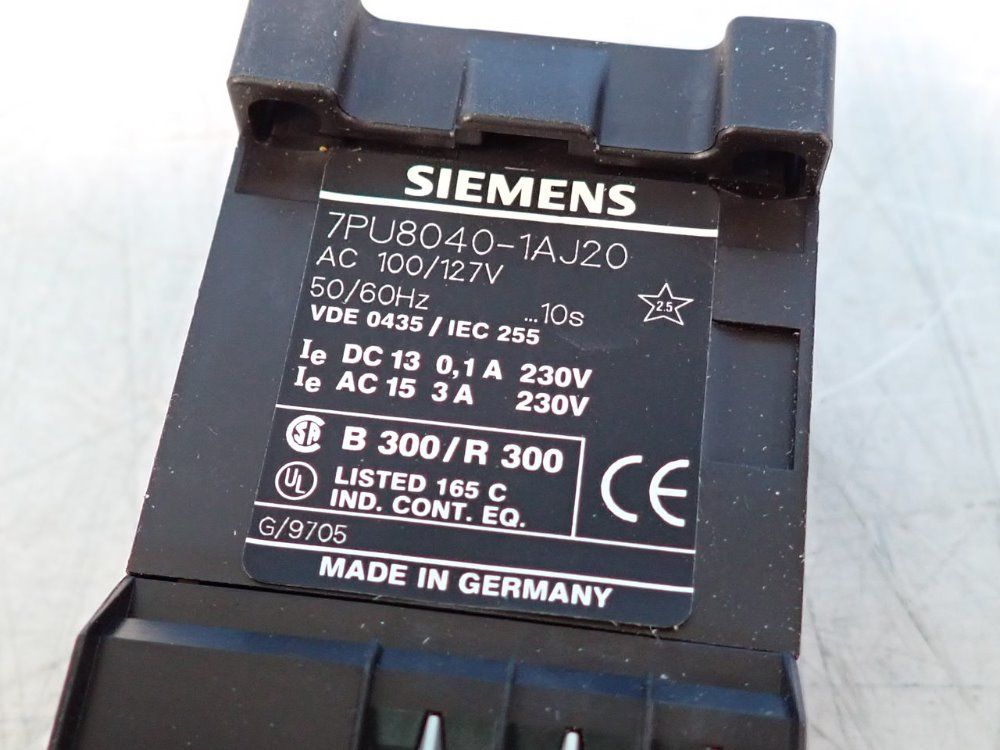 SIEMENS
7PU8040-1AJ20
AC 100/127V
50/60Hz ...10s
2.5
VDE 0435 / IEC 255
Ie DC 13 0,1 A 230V
Ie AC 15 3 A 230V
SA B 300/R 300
UL LISTED 165 C
IND. CONT. EQ.
CE
G/9705
MADE IN GERMANY